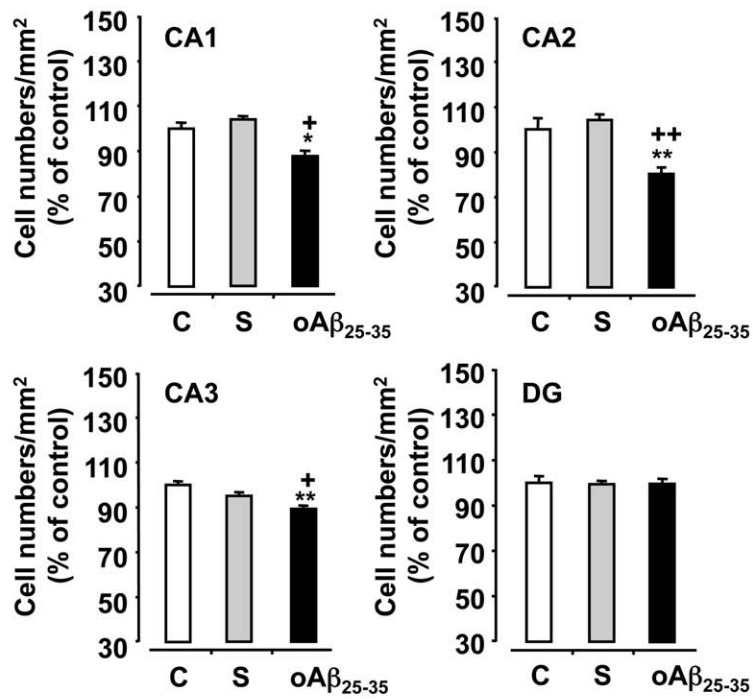 CA1
Cell numbers/mm²
(% of control)
150
130
110
90
70
50
30
+
*
C S oAβ25-35
CA2
Cell numbers/mm²
(% of control)
150
130
110
90
70
50
30
++
**
C S oAβ25-35
CA3
Cell numbers/mm²
(% of control)
150
130
110
90
70
50
30
+
**
C S oAβ25-35
DG
Cell numbers/mm²
(% of control)
150
130
110
90
70
50
30
C S oAβ25-35